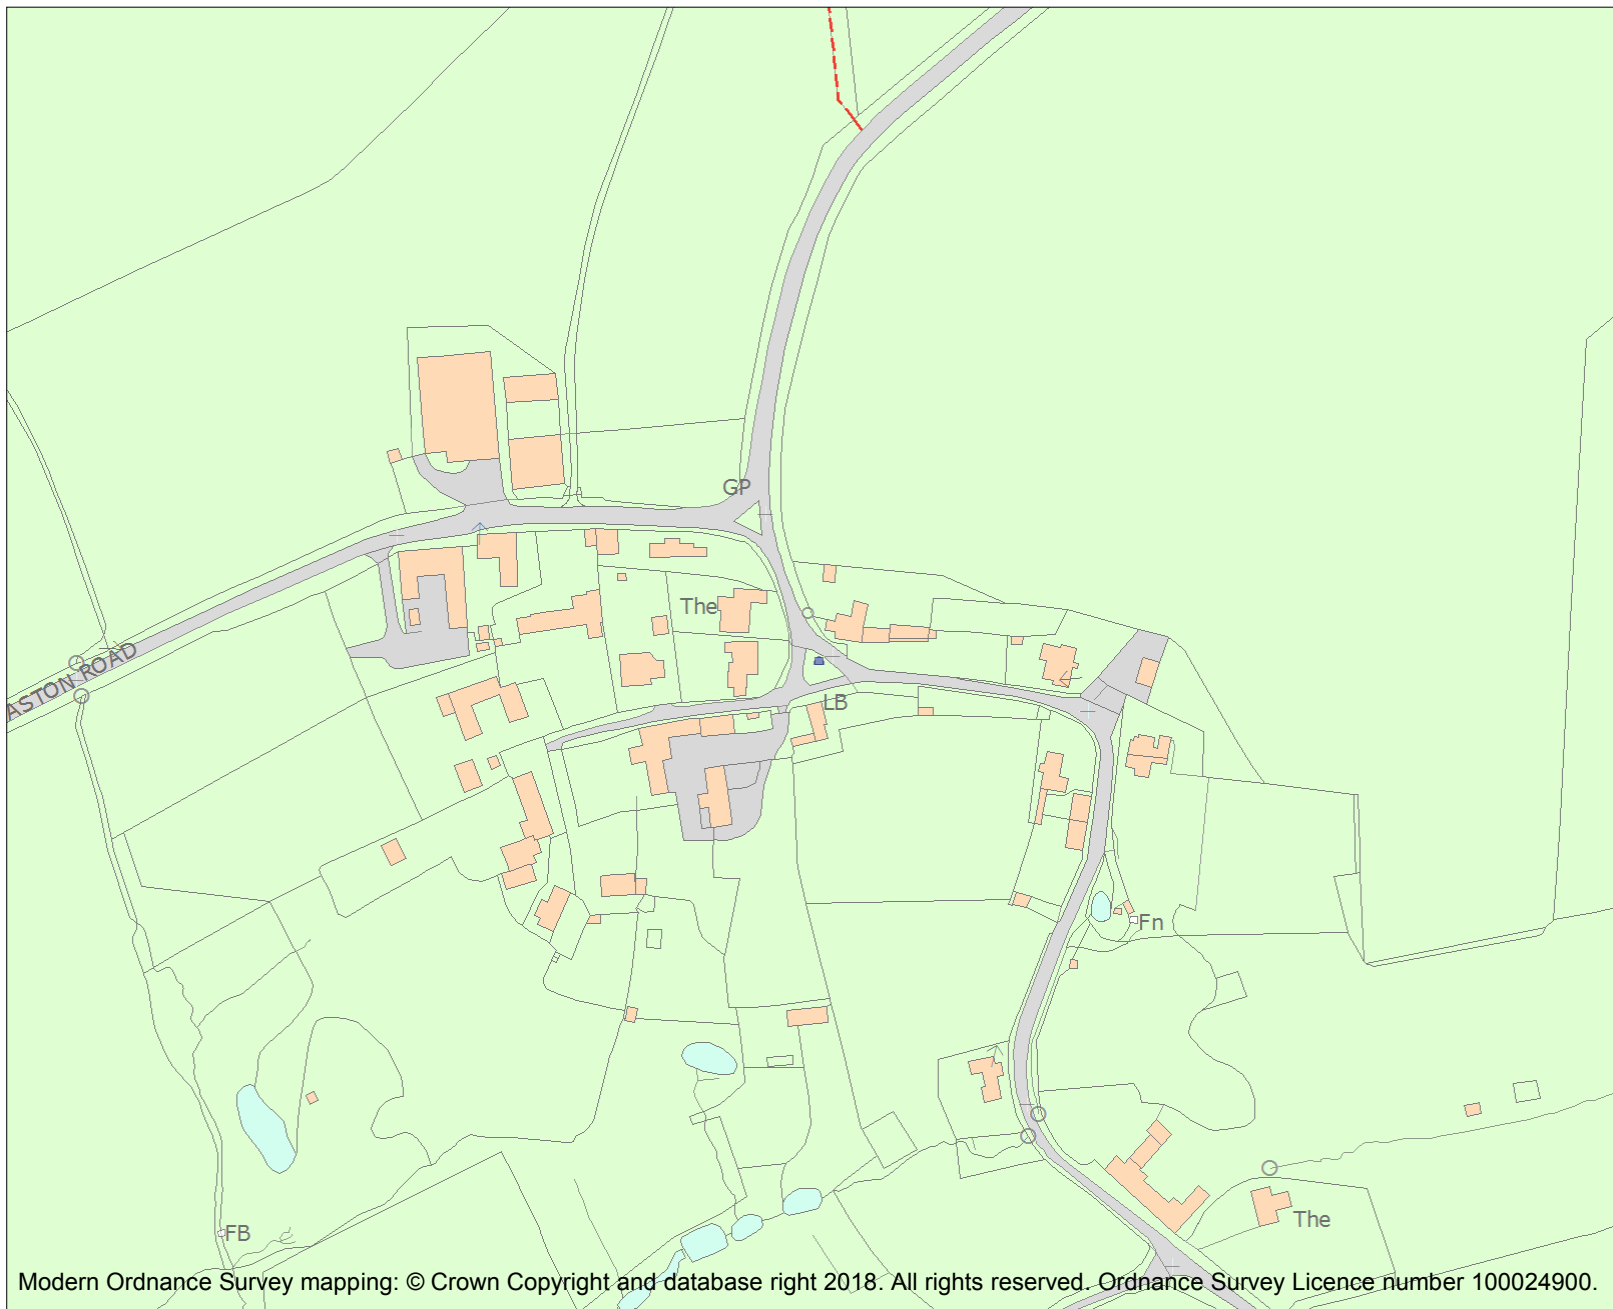 GP
The
ASTON ROAD
LB
Fn
The
FB
Modern Ordnance Survey mapping: © Crown Copyright and database right 2018. All rights reserved. Ordnance Survey Licence number 100024900.